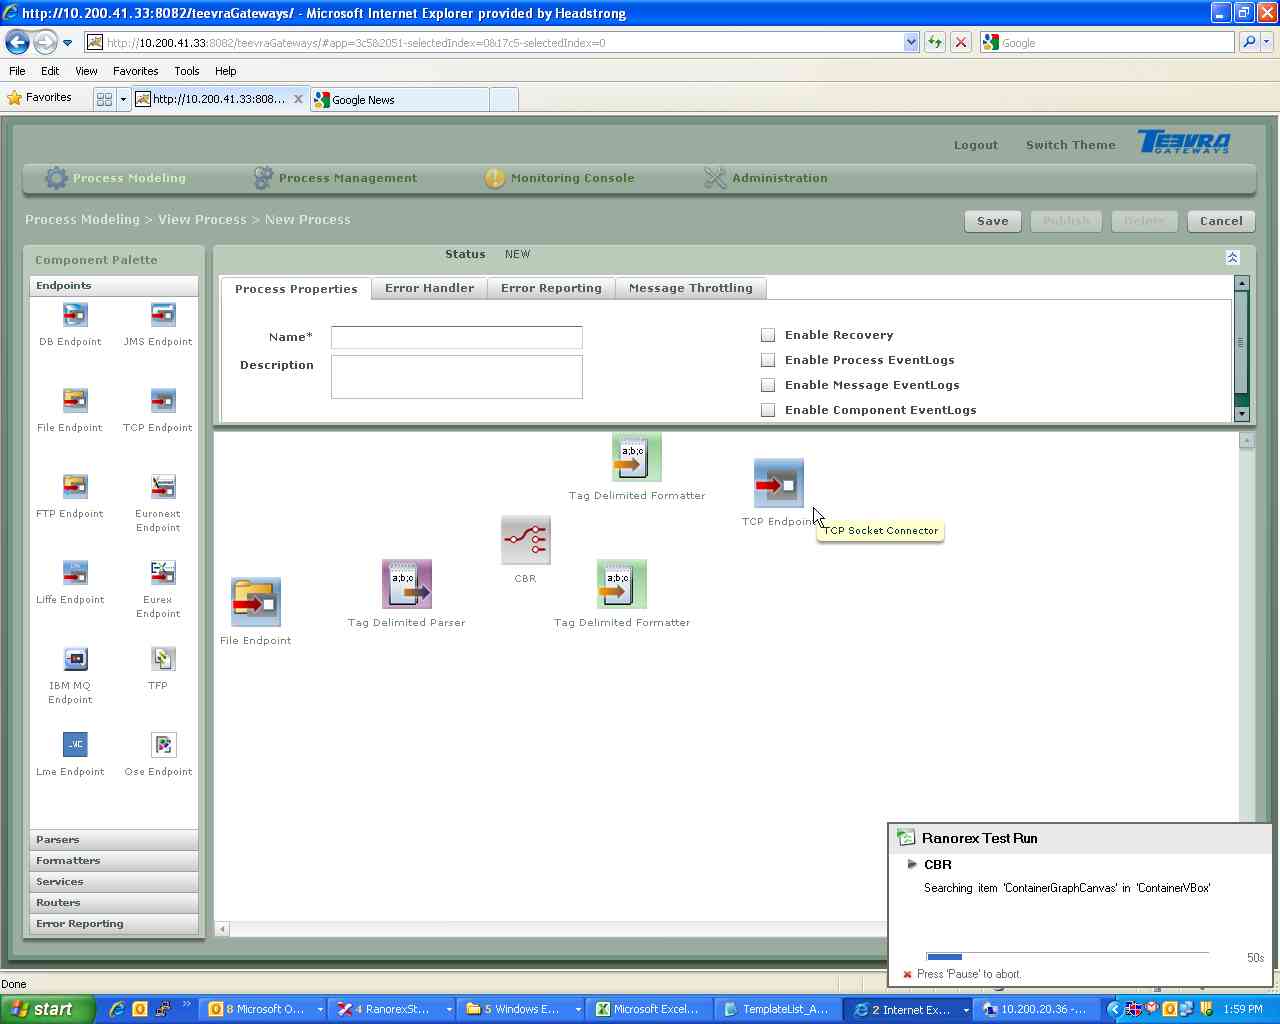 http://10.200.41.33:8082/teevraGateways/ - Microsoft Internet Explorer provided by Headstrong
http://10.200.41.33:8082/teevraGateways/#app=3c5&2051-selectedIndex=0&17c5-selectedIndex=0
Google
File Edit View Favorites Tools Help
Favorites
http://10.200.41.33:808...
Google News
Logout Switch Theme
TEEVRA
GATEWAYS
Process Modeling Process Management Monitoring Console Administration
Process Modeling > View Process > New Process
Save Publish Delete Cancel
Component Palette
Status NEW
Endpoints
Process Properties Error Handler Error Reporting Message Throttling
DB Endpoint JMS Endpoint
Name*
Description
Enable Recovery
Enable Process EventLogs
Enable Message EventLogs
Enable Component EventLogs
File Endpoint TCP Endpoint
FTP Endpoint Euronext Endpoint
Liffe Endpoint Eurex Endpoint
IBM MQ Endpoint TFP
Lme Endpoint Ose Endpoint
a;b;c
Tag Delimited Formatter
TCP Endpoin
TCP Socket Connector
CBR
a;b;c
Tag Delimited Parser
a;b;c
Tag Delimited Formatter
File Endpoint
Parsers
Formatters
Services
Routers
Error Reporting
Ranorex Test Run
CBR
Searching item 'ContainerGraphCanvas' in 'ContainerVBox'
50s
Press 'Pause' to abort.
Done
start
8 Microsoft O...
4 RanorexSt...
5 Windows E...
Microsoft Excel...
TemplateList_A...
2 Internet Ex...
10.200.20.36 -...
1:59 PM